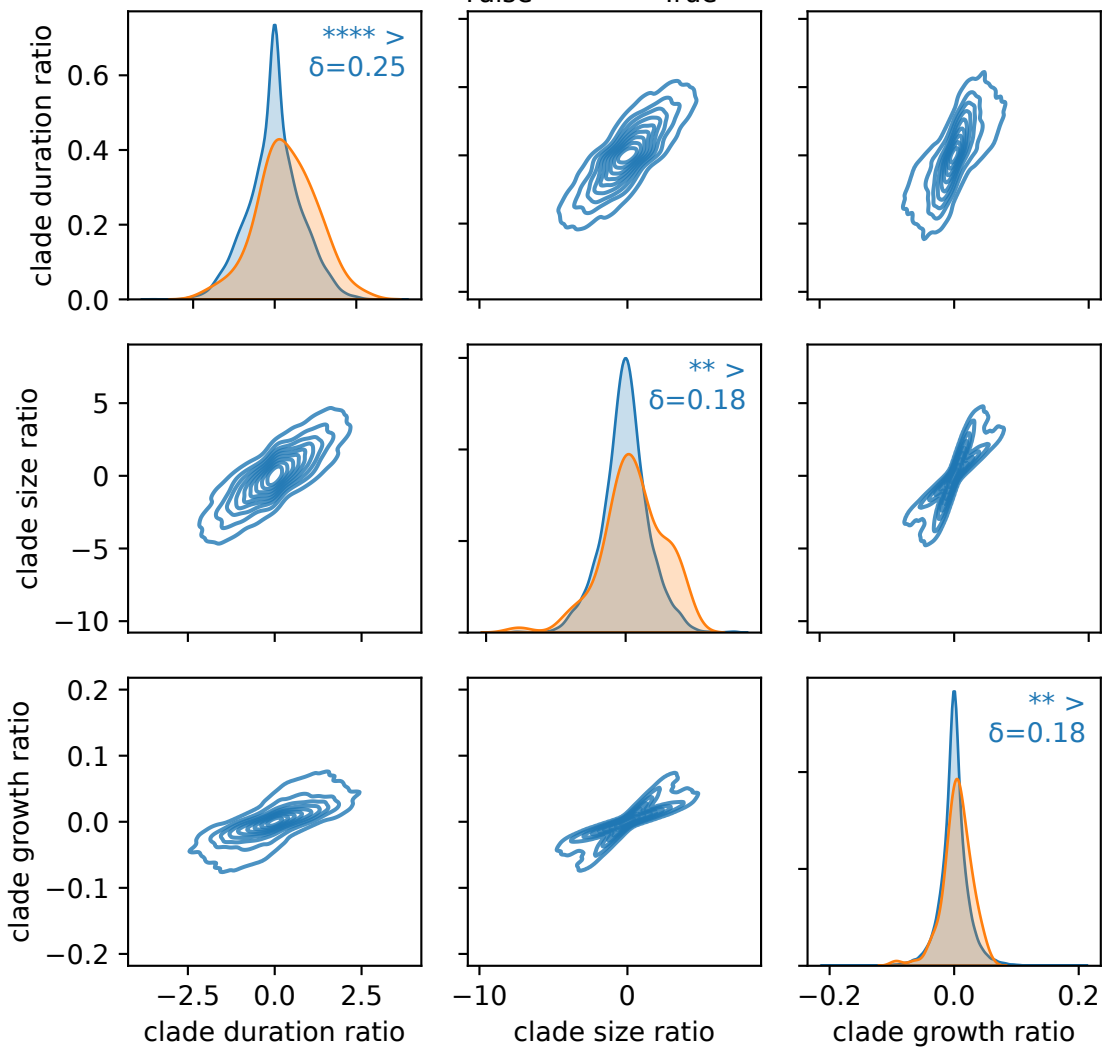 clade duration ratio
0.6
0.4
0.2
0.0
**** >
δ=0.25
clade size ratio
5
0
−5
−10
** >
δ=0.18
clade growth ratio
0.2
0.1
0.0
−0.1
−0.2
** >
δ=0.18
−2.5 0.0 2.5
−10 0
−0.2 0.0 0.2
clade duration ratio
clade size ratio
clade growth ratio